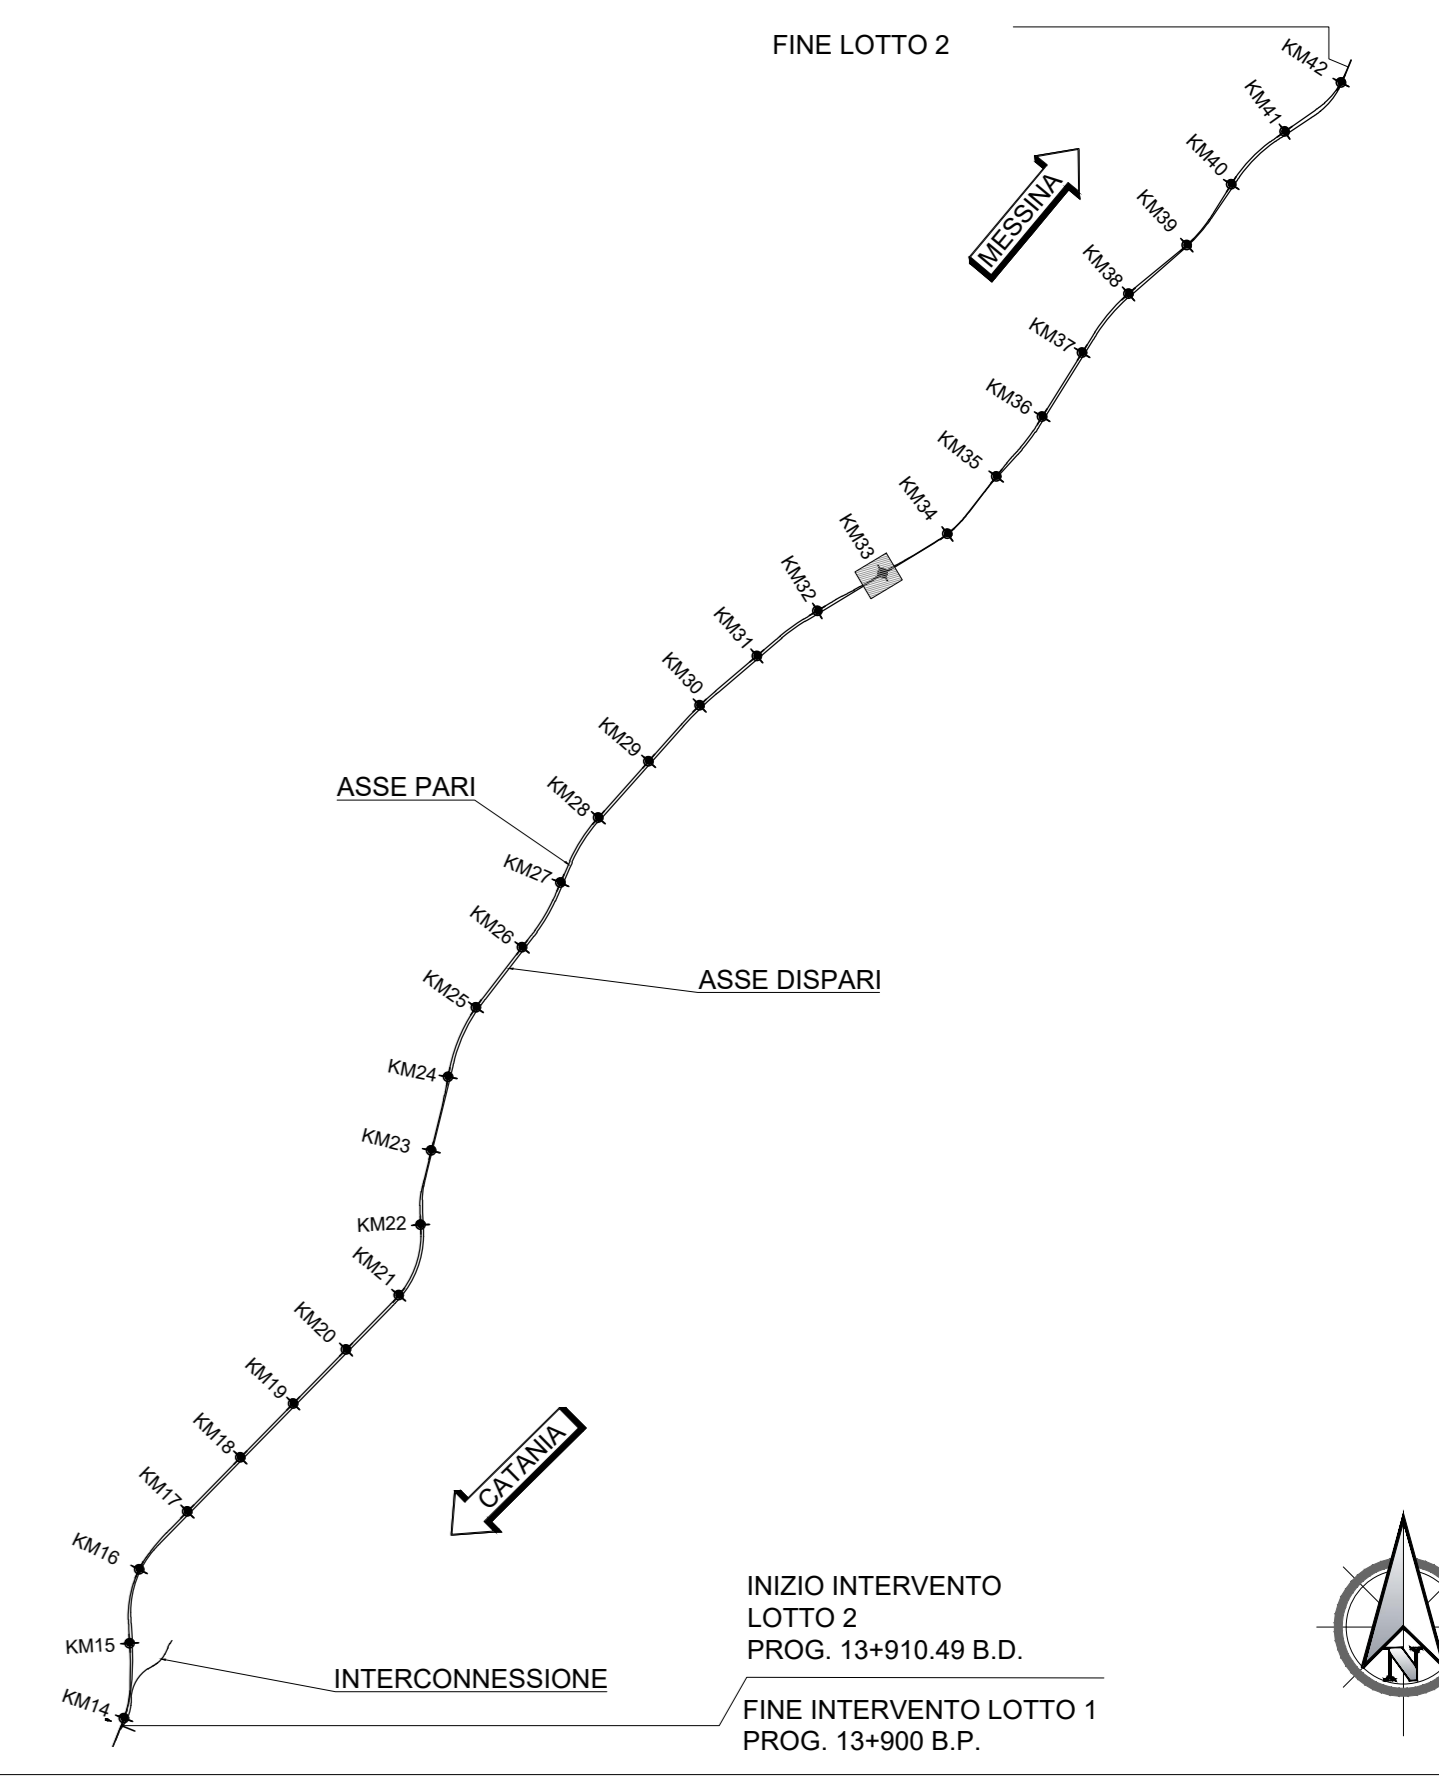 FINE LOTTO 2
KM42
KM41
KM40
MESSINA
KM39
KM38
KM37
KM36
KM35
KM34
KM33
KM32
KM31
KM30
KM29
ASSE PARI
KM28
KM27
KM26
ASSE DISPARI
KM25
KM24
KM23
KM22
KM21
KM20
KM19
CATANIA
KM18
KM17
KM16
INIZIO INTERVENTO
LOTTO 2
PROG. 13+910.49 B.D.
KM15
INTERCONNESSIONE
N
KM14
FINE INTERVENTO LOTTO 1
PROG. 13+900 B.P.